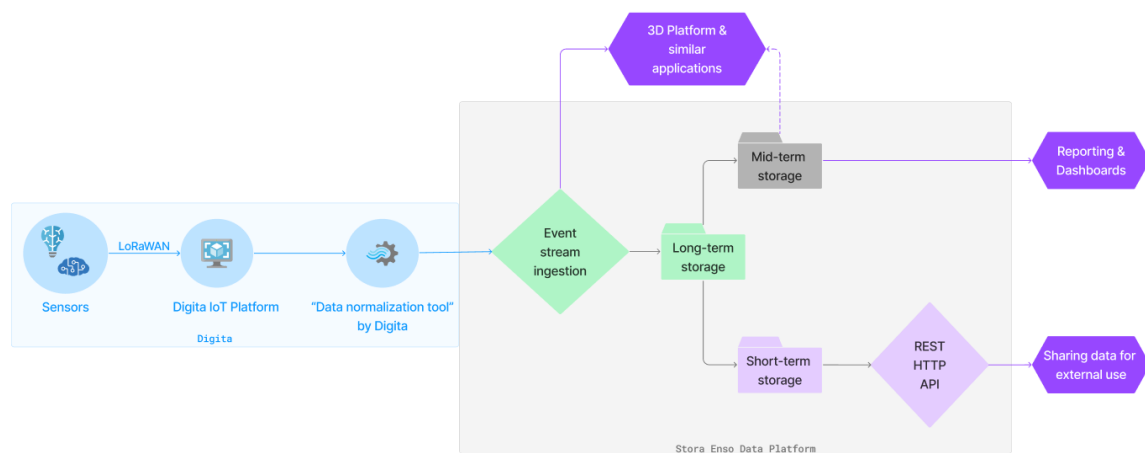 3D Platform &
similar
applications
Mid-term
storage
Reporting &
Dashboards
LoRaWAN
Event
stream
ingestion
Long-term
storage
Sensors
Digita IoT Platform
“Data normalization tool”
by Digita
Digita
Short-term
storage
REST
HTTP
API
Sharing data for
external use
Stora Enso Data Platform